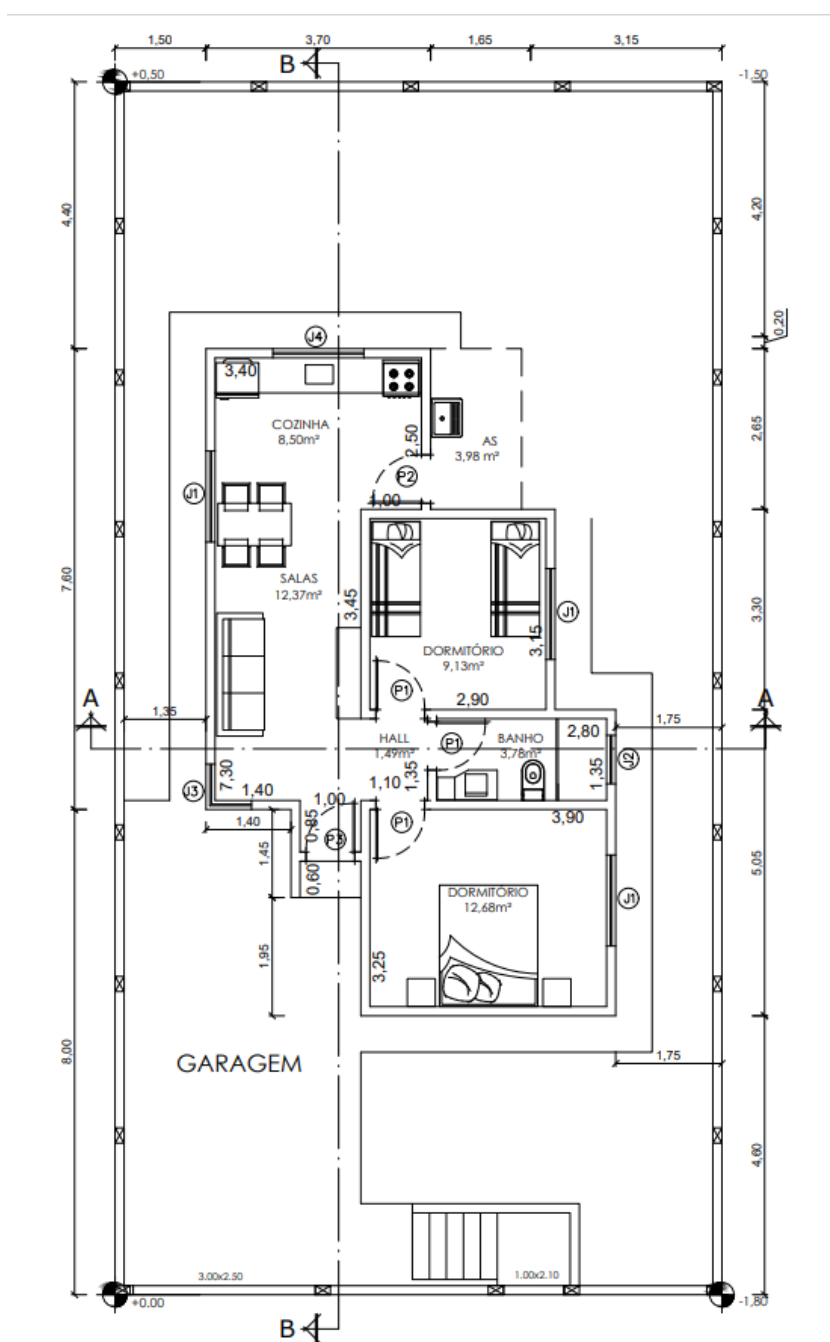 1,50 3,70 1,65 3,15
B
+0,50 -1,50
4,40 4,20
0,20
J4
3,40
COZINHA
8,50m²
2,50
AS
3,98 m²
2,65
J1
P2
1,00
SALAS
12,37m²
3,45
7,60
3,30
J1
3,15
DORMITÓRIO
9,13m²
P1
2,90
A A
1,35 1,75
HALL
1,49m²
P1
BANHO
3,78m²
2,80
1,35
J2
1,35
7,30
J3
1,40
1,10
1,00
0,85
P3
P1
3,90
1,40
1,45
0,60
5,05
DORMITÓRIO
12,68m²
J1
1,95
3,25
8,00
GARAGEM
1,75
4,60
3.00x2.50 1.00x2.10
+0.00 -1,80
B